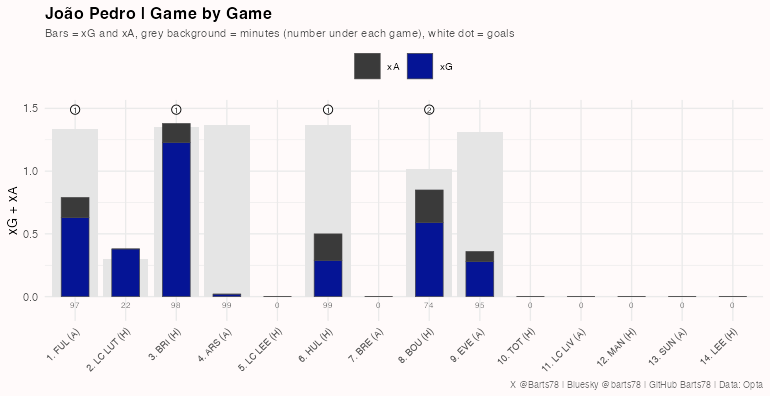 João Pedro | Game by Game
Bars = xG and xA, grey background = minutes (number under each game), white dot = goals
xA xG
1 1 1 2
xG + xA
1.5
1.0
0.5
0.0
97 22 98 99 0 99 0 74 95 0 0 0 0 0
1. FUL (A)
2. LC LUT (H)
3. BRI (H)
4. ARS (A)
5. LC LEE (H)
6. HUL (H)
7. BRE (A)
8. BOU (H)
9. EVE (A)
10. TOT (H)
11. LC LIV (A)
12. MAN (H)
13. SUN (A)
14. LEE (H)
X @Barts78 | Bluesky @barts78 | GitHub Barts78 | Data: Opta